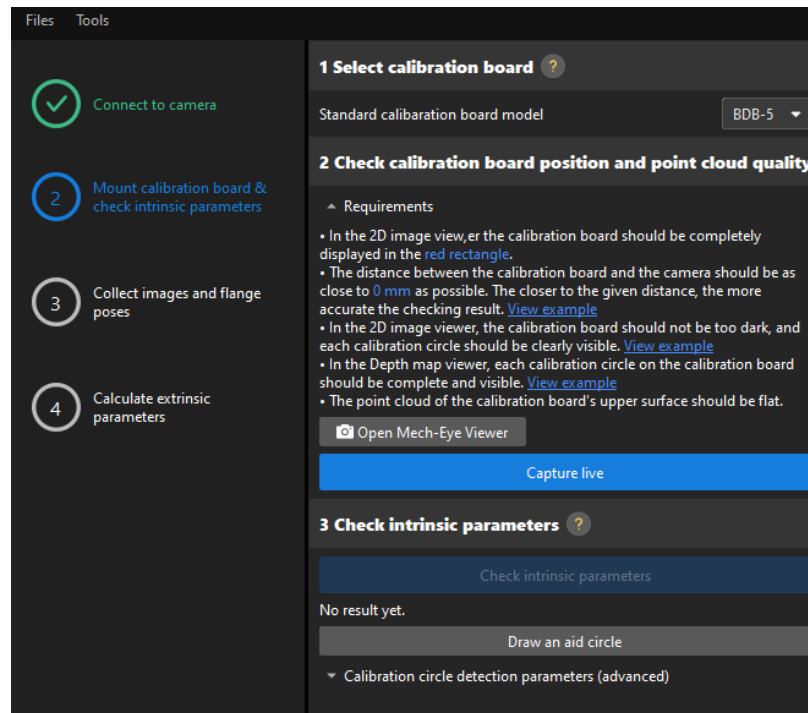 Files Tools
1 Select calibration board ?
Connect to camera
Standard calibaration board model BDB-5
2 Check calibration board position and point cloud quality
2 Mount calibration board &
check intrinsic parameters
Requirements
• In the 2D image view,er the calibration board should be completely
displayed in the red rectangle.
• The distance between the calibration board and the camera should be as
close to 0 mm as possible. The closer to the given distance, the more
accurate the checking result. View example
• In the 2D image viewer, the calibration board should not be too dark, and
each calibration circle should be clearly visible. View example
• In the Depth map viewer, each calibration circle on the calibration board
should be complete and visible. View example
• The point cloud of the calibration board's upper surface should be flat.
3 Collect images and flange
poses
4 Calculate extrinsic
parameters
Open Mech-Eye Viewer
Capture live
3 Check intrinsic parameters ?
Check intrinsic parameters
No result yet.
Draw an aid circle
Calibration circle detection parameters (advanced)